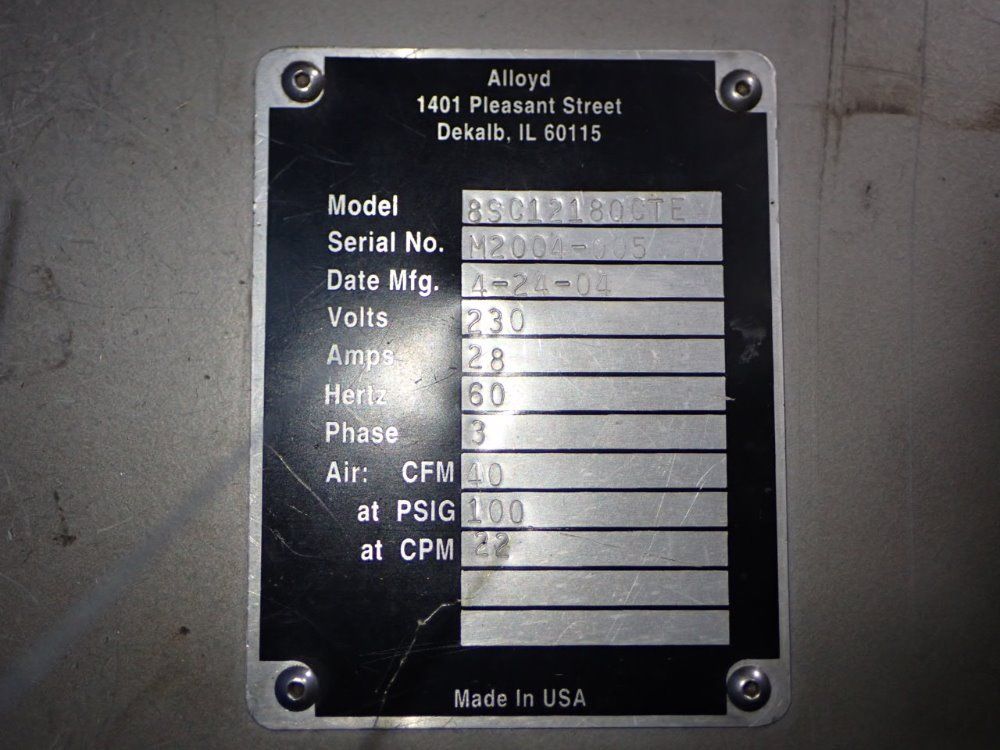 Alloyd
1401 Pleasant Street
Dekalb, IL 60115
Model 8SC12180CTE
Serial No. M2004-005
Date Mfg. 4-24-04
Volts 230
Amps 28
Hertz 60
Phase 3
Air: CFM 40
at PSIG 100
at CPM 22
Made In USA